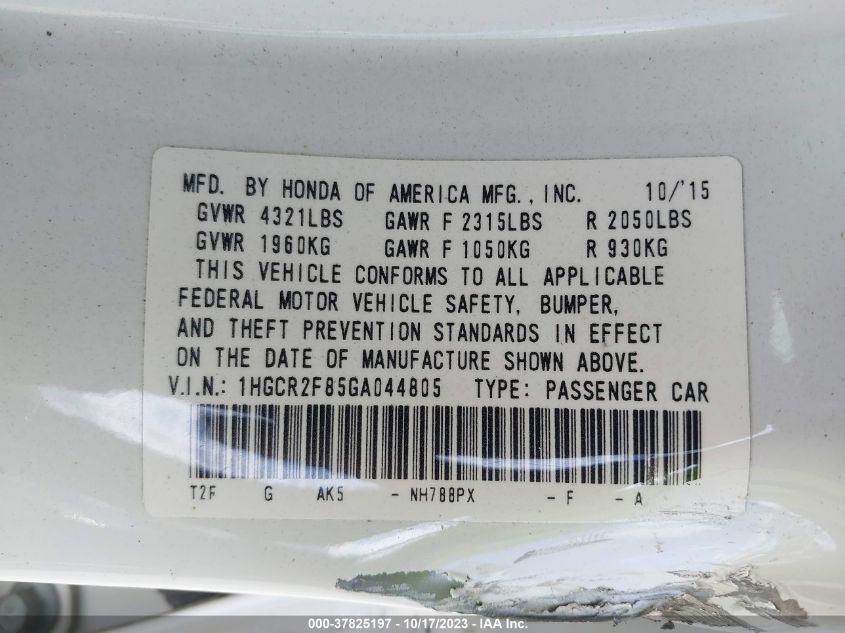 MFD. BY HONDA OF AMERICA MFG., INC. 10/'15
GVWR 4321LBS GAWR F 2315LBS R 2050LBS
GVWR 1960KG GAWR F 1050KG R 930KG
THIS VEHICLE CONFORMS TO ALL APPLICABLE
FEDERAL MOTOR VEHICLE SAFETY, BUMPER,
AND THEFT PREVENTION STANDARDS IN EFFECT
ON THE DATE OF MANUFACTURE SHOWN ABOVE.
V.I.N.: 1HGCR2F85GA044805 TYPE: PASSENGER CAR
T2F G AK5 - NH788PX - F - A
000-37825197 - 10/17/2023 - IAA Inc.